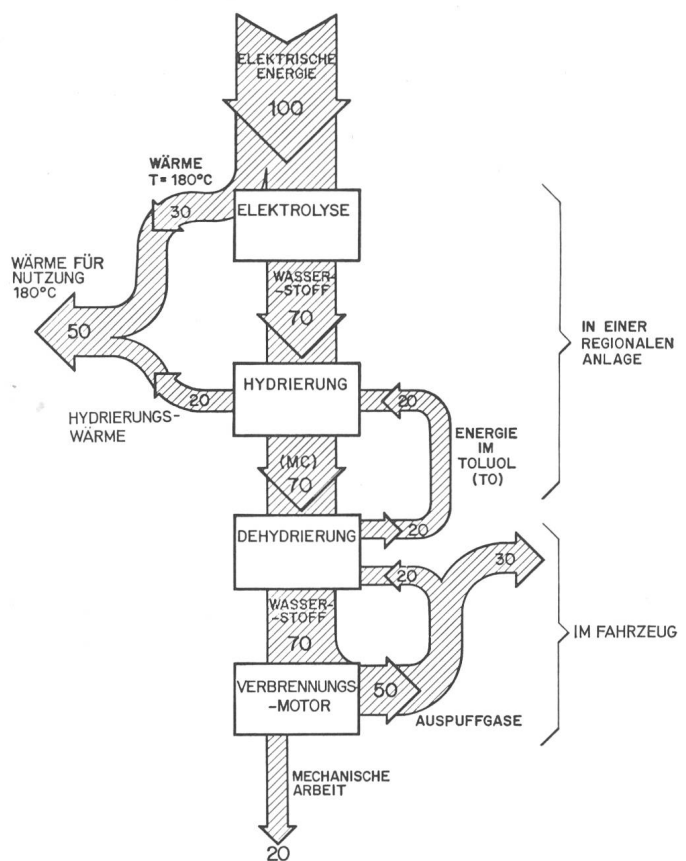 ELEKTRISCHE
ENERGIE
100
WÄRME
T= 180°C
30
ELEKTROLYSE
WÄRME FÜR
NUTZUNG
180°C
50
WASSER-
-STOFF
70
IN EINER
REGIONALEN
ANLAGE
HYDRIERUNG
20
20
HYDRIERUNGS-
WÄRME
ENERGIE
IM
TOLUOL
(TO)
(MC)
70
DEHYDRIERUNG
20
20
30
WASSER-
-STOFF
70
IM FAHRZEUG
VERBRENNUNGS
-MOTOR
50
AUSPUFFGASE
MECHANISCHE
ARBEIT
20